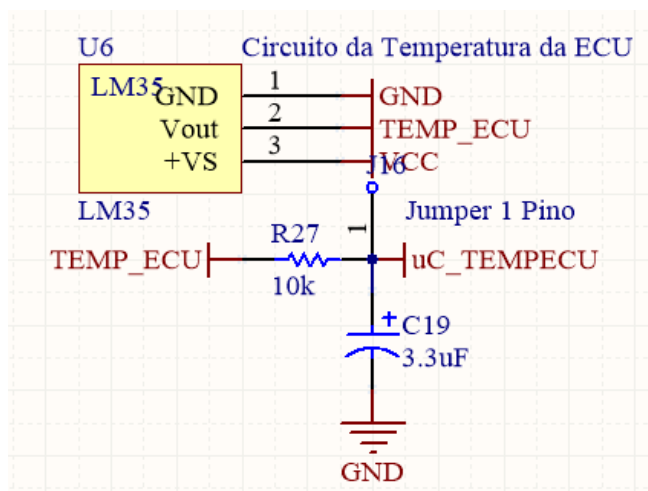 U6 Circuito da Temperatura da ECU
LM35
GND 1 GND
Vout 2 TEMP_ECU
+VS 3 VCC
J16
LM35
Jumper 1 Pino
1
R27
TEMP_ECU uC_TEMPECU
10k
+
C19
3.3uF
GND